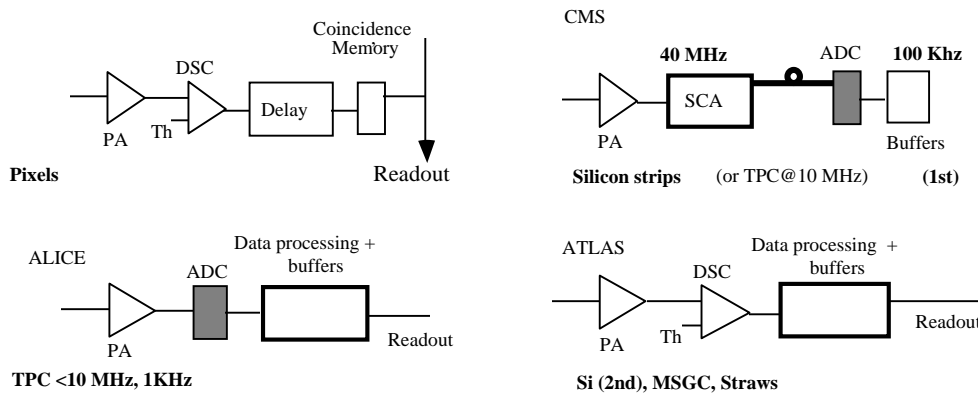 Coincidence
Memory
DSC
Delay
Th
PA
Pixels
Readout
CMS
40 MHz
ADC
100 Khz
SCA
PA
Buffers
Silicon strips
(or TPC@10 MHz)
(1st)
ALICE
Data processing +
buffers
ADC
PA
Readout
TPC <10 MHz, 1KHz
ATLAS
Data processing +
buffers
DSC
Th
PA
Readout
Si (2nd), MSGC, Straws